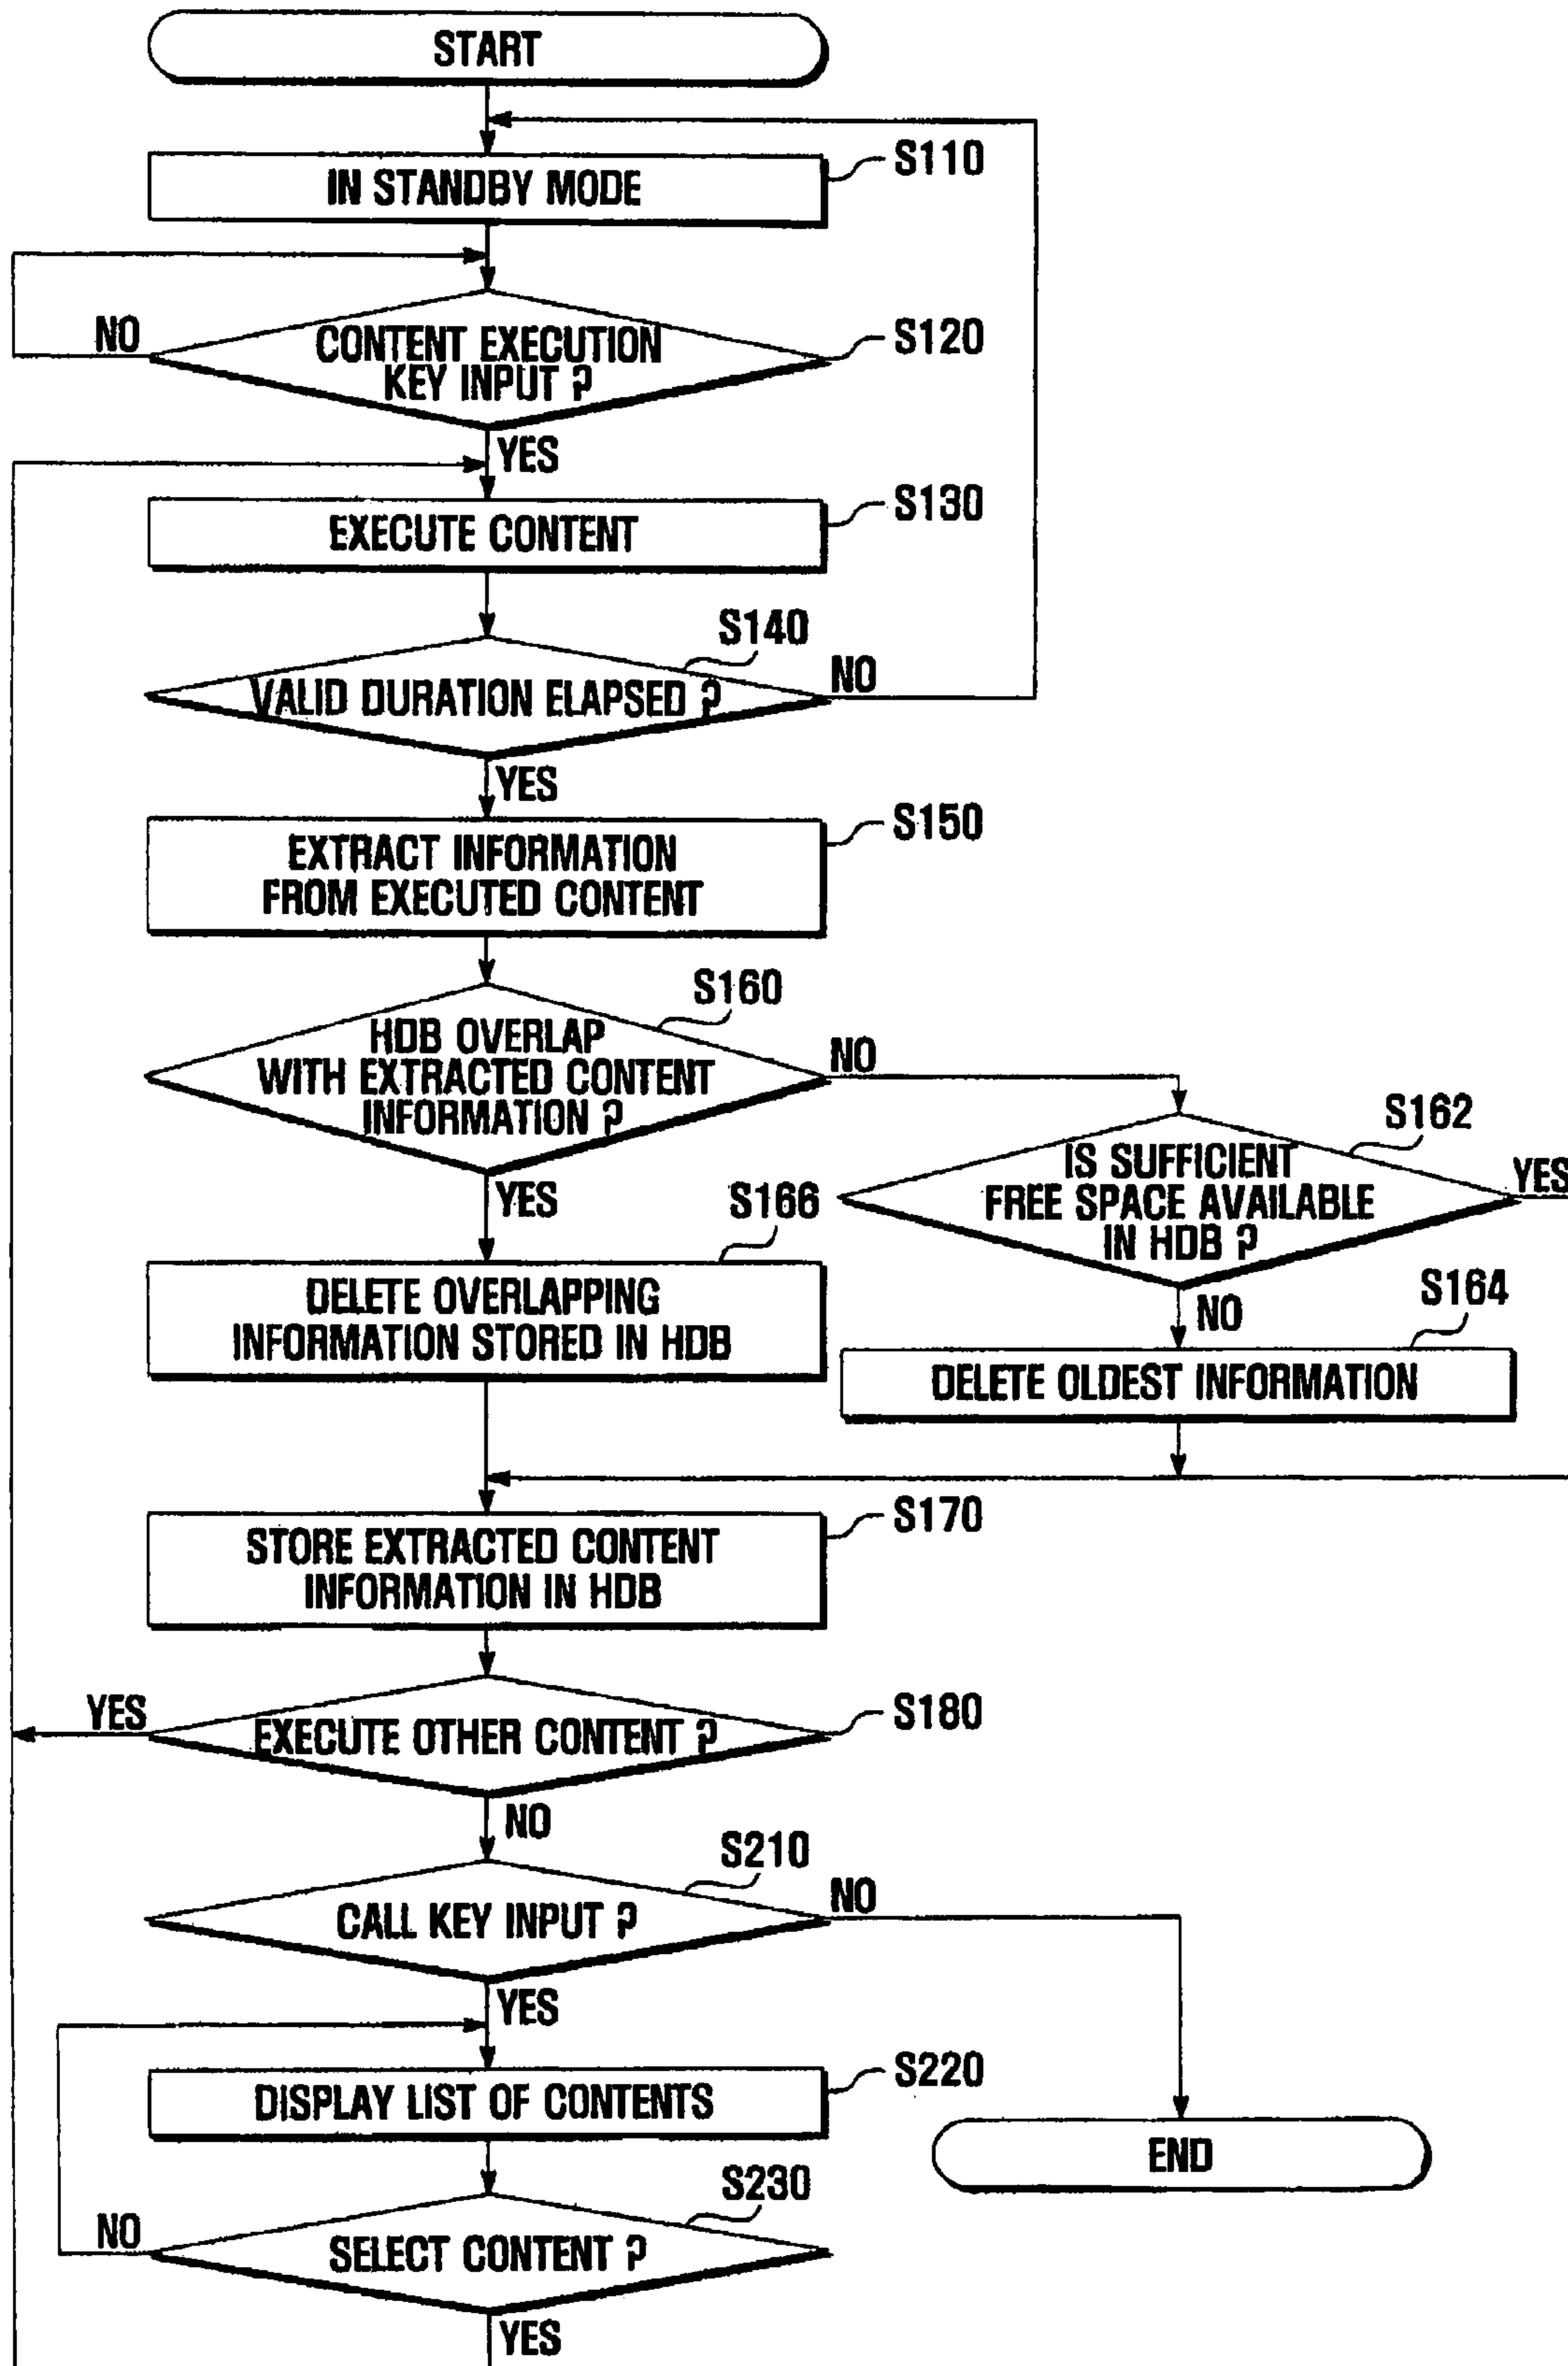 START
IN STANDBY MODE
S110
NO
CONTENT EXECUTION
KEY INPUT ?
S120
YES
EXECUTE CONTENT
S130
S140
VALID DURATION ELAPSED ?
NO
YES
EXTRACT INFORMATION
FROM EXECUTED CONTENT
S150
S160
HDB OVERLAP
WITH EXTRACTED CONTENT
INFORMATION ?
NO
YES
S162
IS SUFFICIENT
FREE SPACE AVAILABLE
IN HDB ?
YES
NO
S166
DELETE OVERLAPPING
INFORMATION STORED IN HDB
S164
DELETE OLDEST INFORMATION
STORE EXTRACTED CONTENT
INFORMATION IN HDB
S170
YES
EXECUTE OTHER CONTENT ?
S180
NO
S210
CALL KEY INPUT ?
NO
YES
DISPLAY LIST OF CONTENTS
S220
END
S230
NO
SELECT CONTENT ?
YES